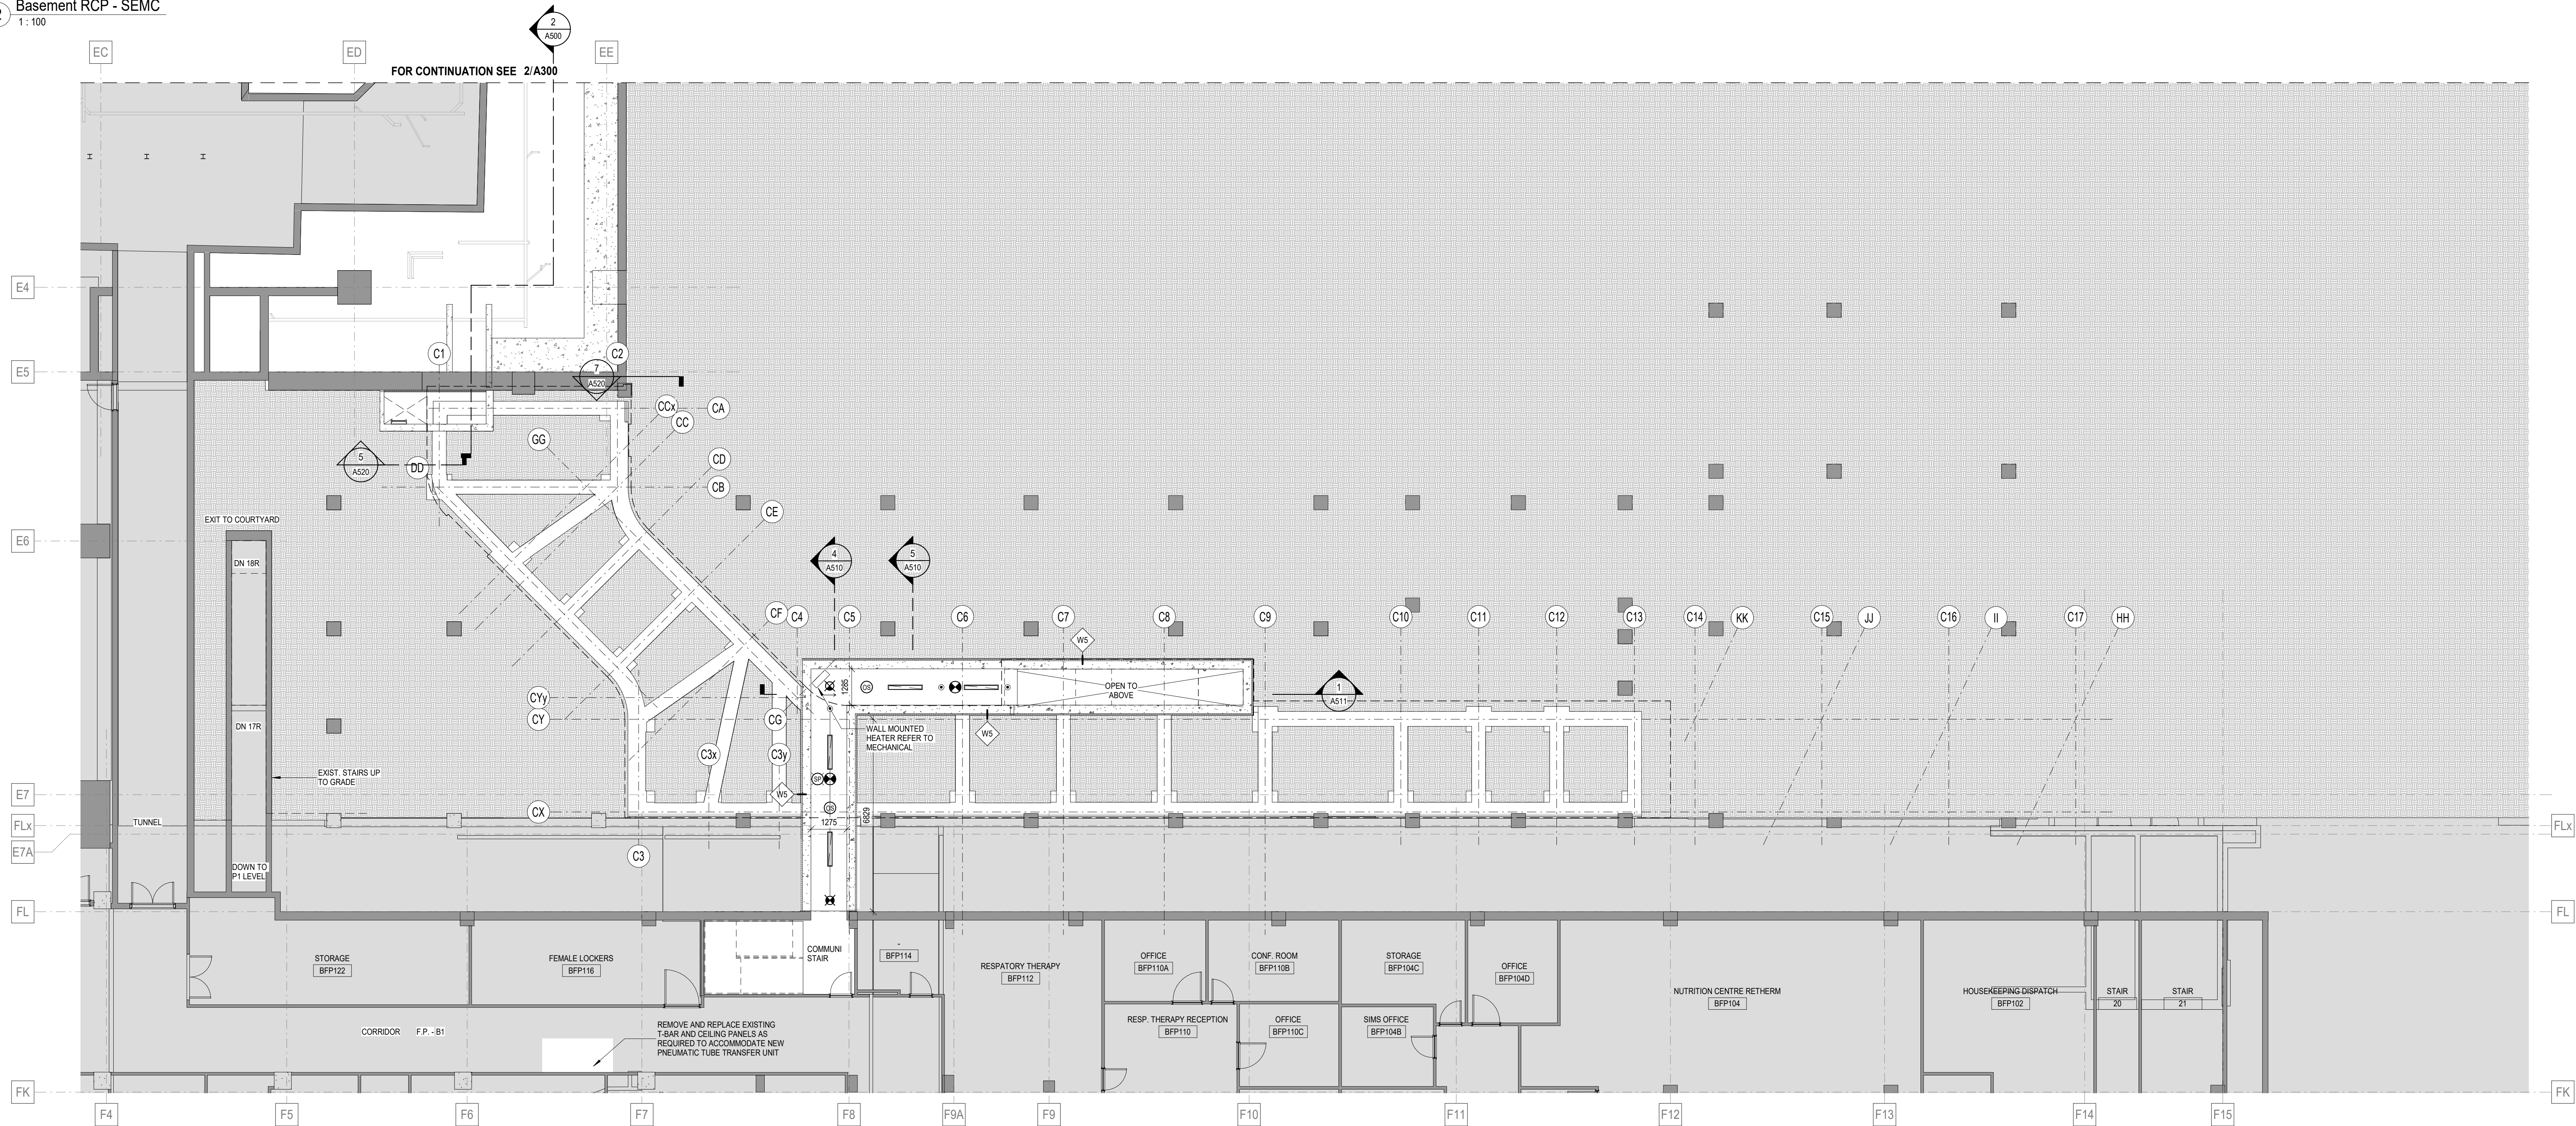 2
Basement RCP - SEMC
1 : 100
2
A500
EC
ED
EE
FOR CONTINUATION SEE 2/A300
E4
C1
C2
E5
7
A520
CCx
CA
CC
GG
CD
5
A520
DD
CB
CE
EXIT TO COURTYARD
E6
4
A510
5
A510
DN 18R
CF
C4
C5
C6
C7
C8
C9
C10
C11
C12
C13
C14
KK
C15
JJ
C16
II
C17
HH
W5
1285
OS
OPEN TO
ABOVE
1
A511
CYy
CY
CG
DN 17R
WALL MOUNTED
HEATER REFER TO
MECHANICAL
W5
C3x
C3y
EXIST. STAIRS UP
TO GRADE
SP
E7
W5
OS
CX
1275
6829
TUNNEL
FLx
FLx
E7A
C3
DOWN TO
P1 LEVEL
FL
FL
COMMUNI
STAIR
-
BFP114
STORAGE
BFP122
FEMALE LOCKERS
BFP116
RESPATORY THERAPY
BFP112
OFFICE
BFP110A
CONF. ROOM
BFP110B
STORAGE
BFP104C
OFFICE
BFP104D
NUTRITION CENTRE RETHERM
BFP104
HOUSEKEEPING DISPATCH
BFP102
STAIR
20
STAIR
21
CORRIDOR F.P. - B1
REMOVE AND REPLACE EXISTING
T-BAR AND CEILING PANELS AS
REQUIRED TO ACCOMMODATE NEW
PNEUMATIC TUBE TRANSFER UNIT
RESP. THERAPY RECEPTION
BFP110
OFFICE
BFP110C
SIMS OFFICE
BFP104B
FK
FK
F4
F5
F6
F7
F8
F9A
F9
F10
F11
F12
F13
F14
F15